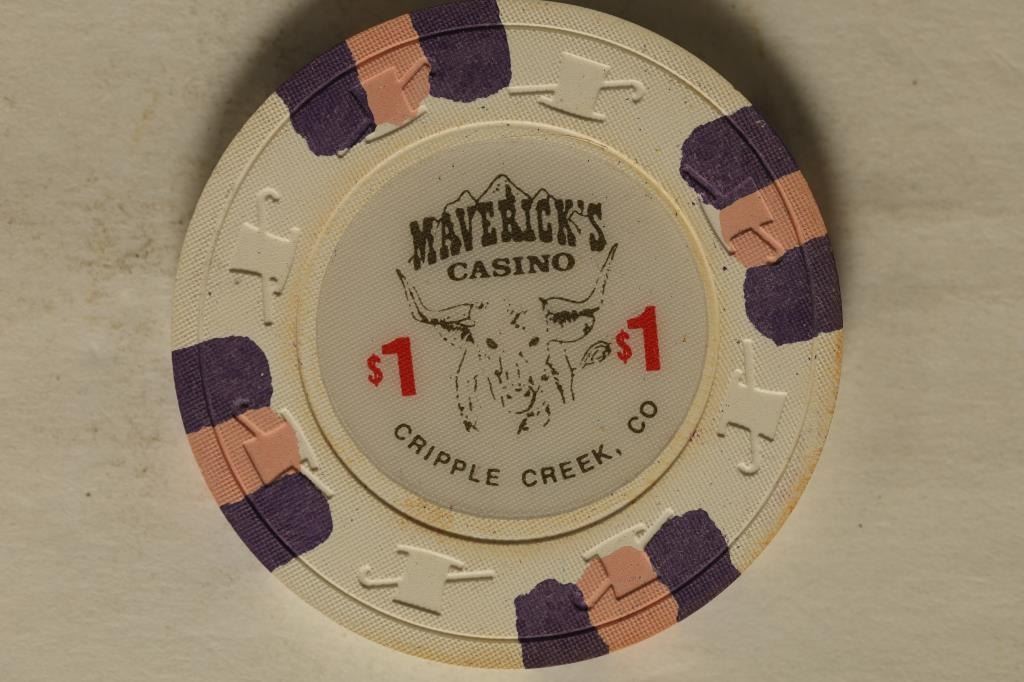 MAVERICK'S
CASINO
$1 $1
CRIPPLE CREEK, CO